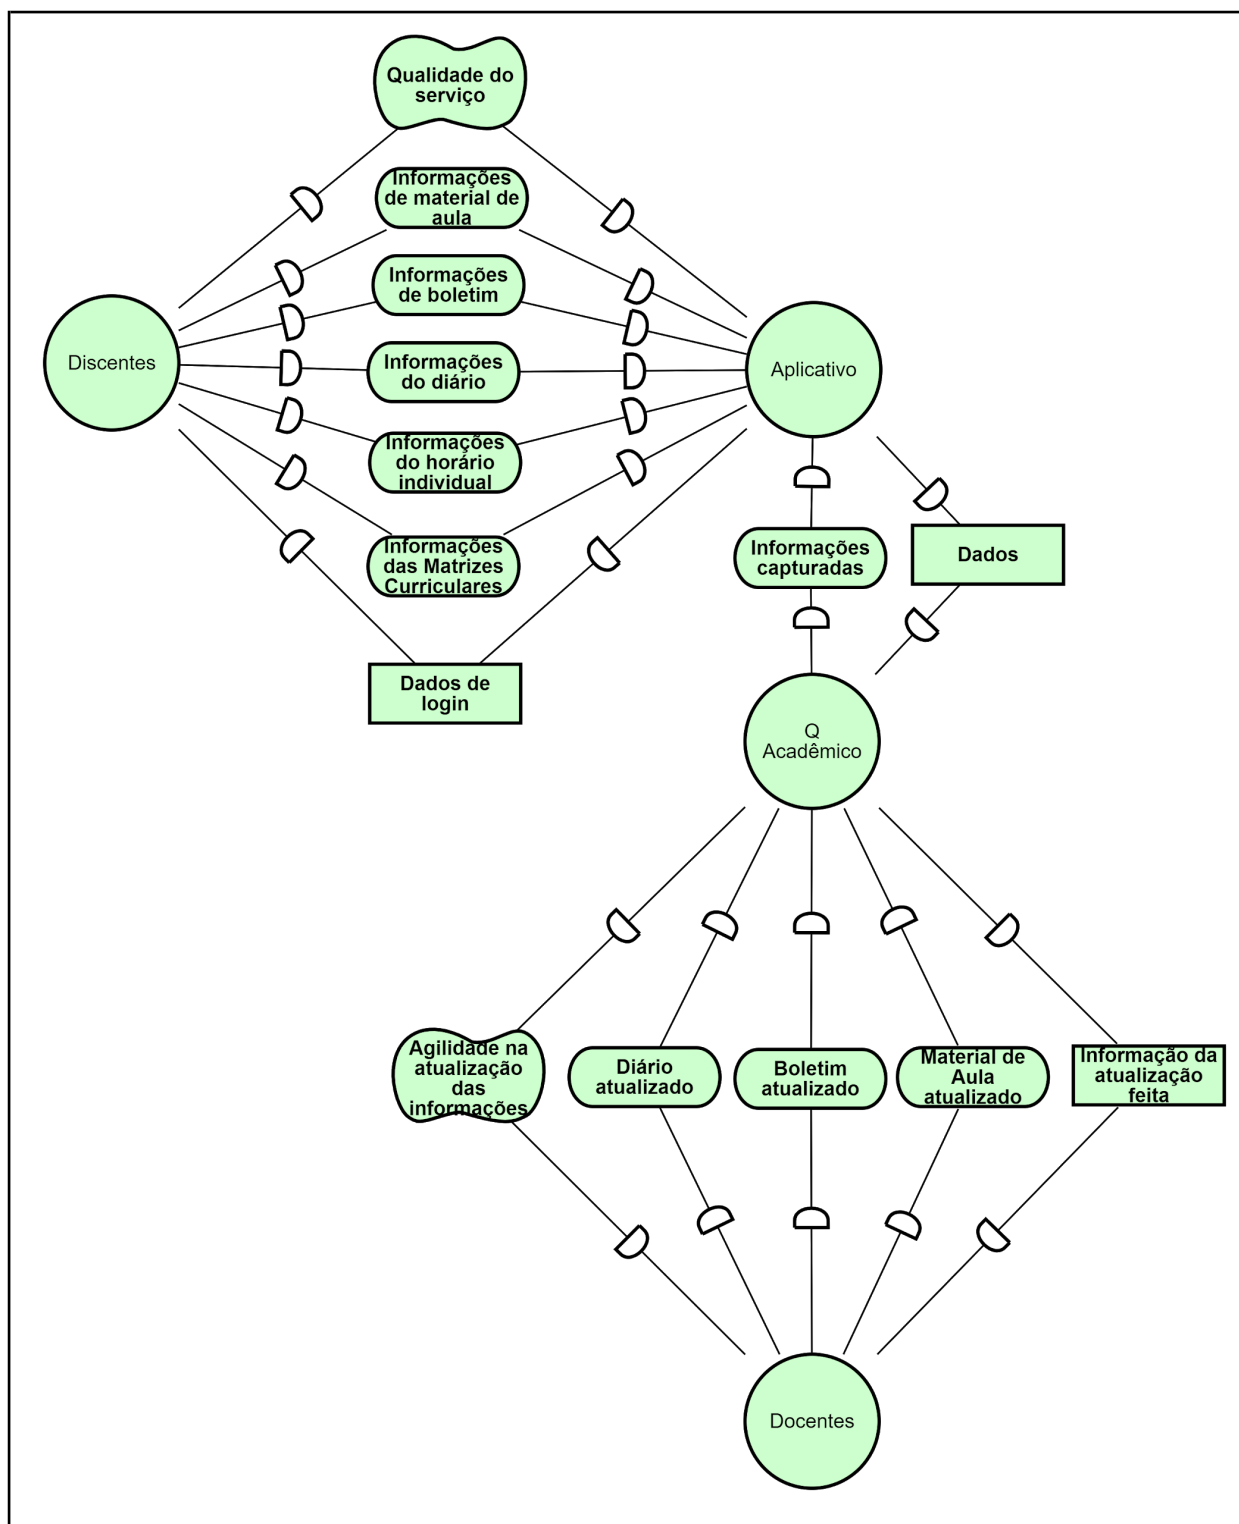 Qualidade do
serviço
Informações
de material de
aula
Informações
de boletim
Discentes
Informações
do diário
Aplicativo
Informações
do horário
individual
Informações
das Matrizes
Curriculares
Informações
capturadas
Dados
Dados de
login
Q
Acadêmico
Agilidade na
atualização
das
informações
Diário
atualizado
Boletim
atualizado
Material de
Aula
atualizado
Informação da
atualização
feita
Docentes